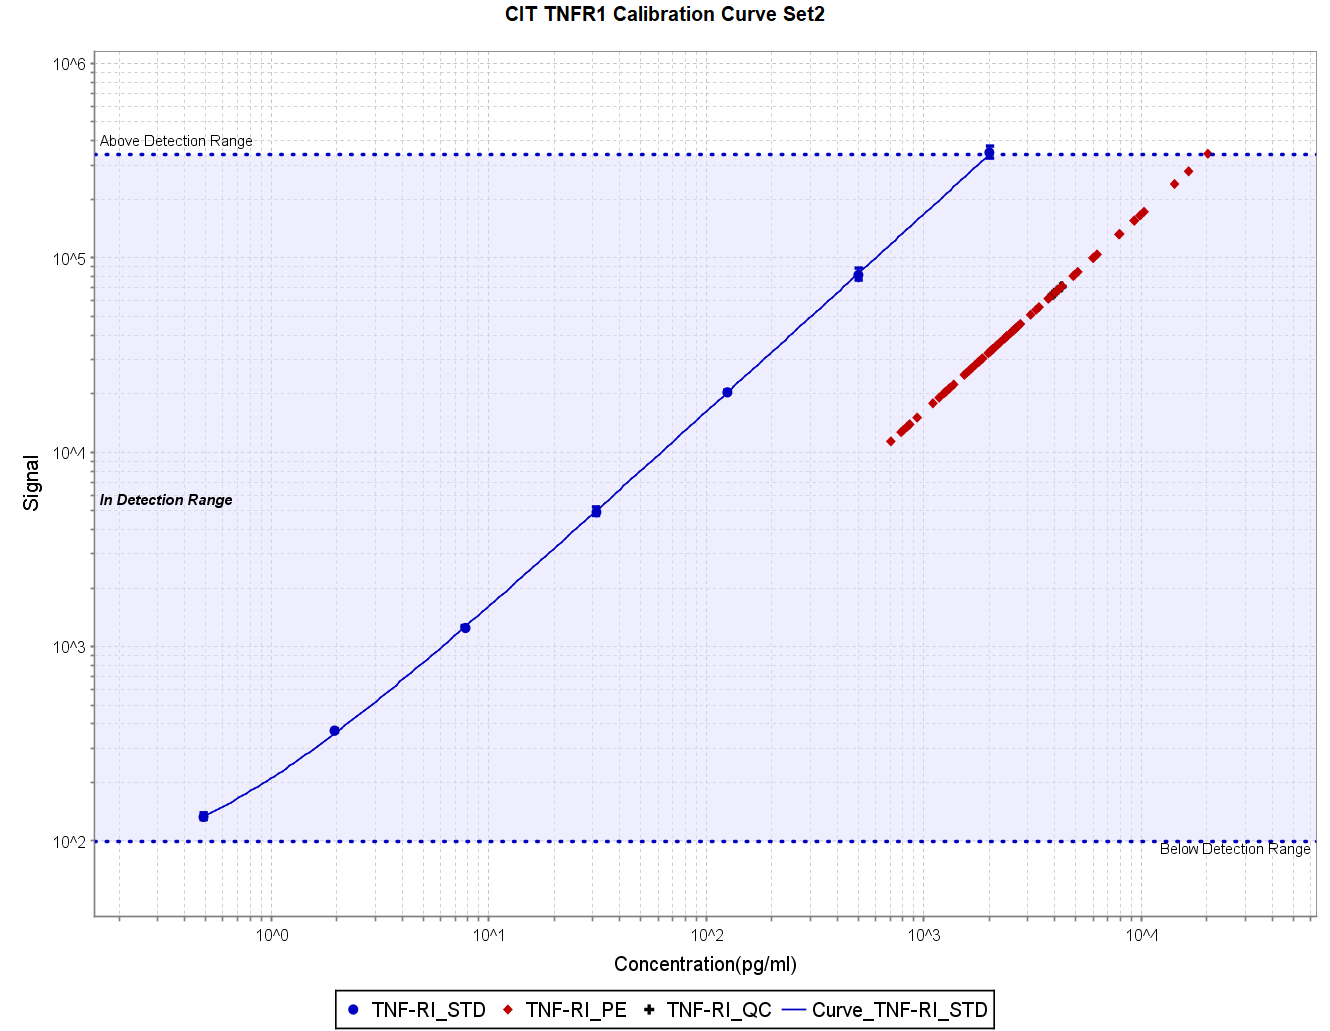 CIT TNFR1 Calibration Curve Set2
10^6
Above Detection Range
10^5
10^4
In Detection Range
10^3
10^2
Below Detection Range
Signal
10^0 10^1 10^2 10^3 10^4
Concentration(pg/ml)
TNF-RI_STD TNF-RI_PE TNF-RI_QC Curve_TNF-RI_STD